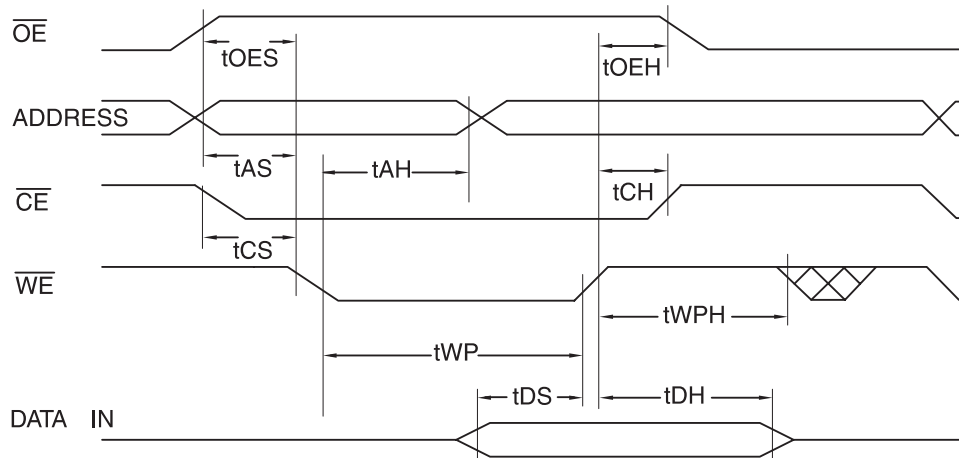 OE
tOES
tOEH
ADDRESS
tAS
tAH
tCH
CE
tCS
WE
tWPH
tWP
tDS
tDH
DATA IN